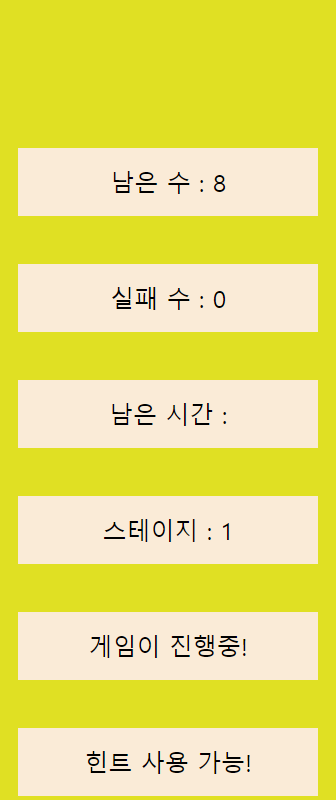 남은 수 : 8
실패 수 : 0
남은 시간 :
스테이지 : 1
게임이 진행중!
힌트 사용 가능!